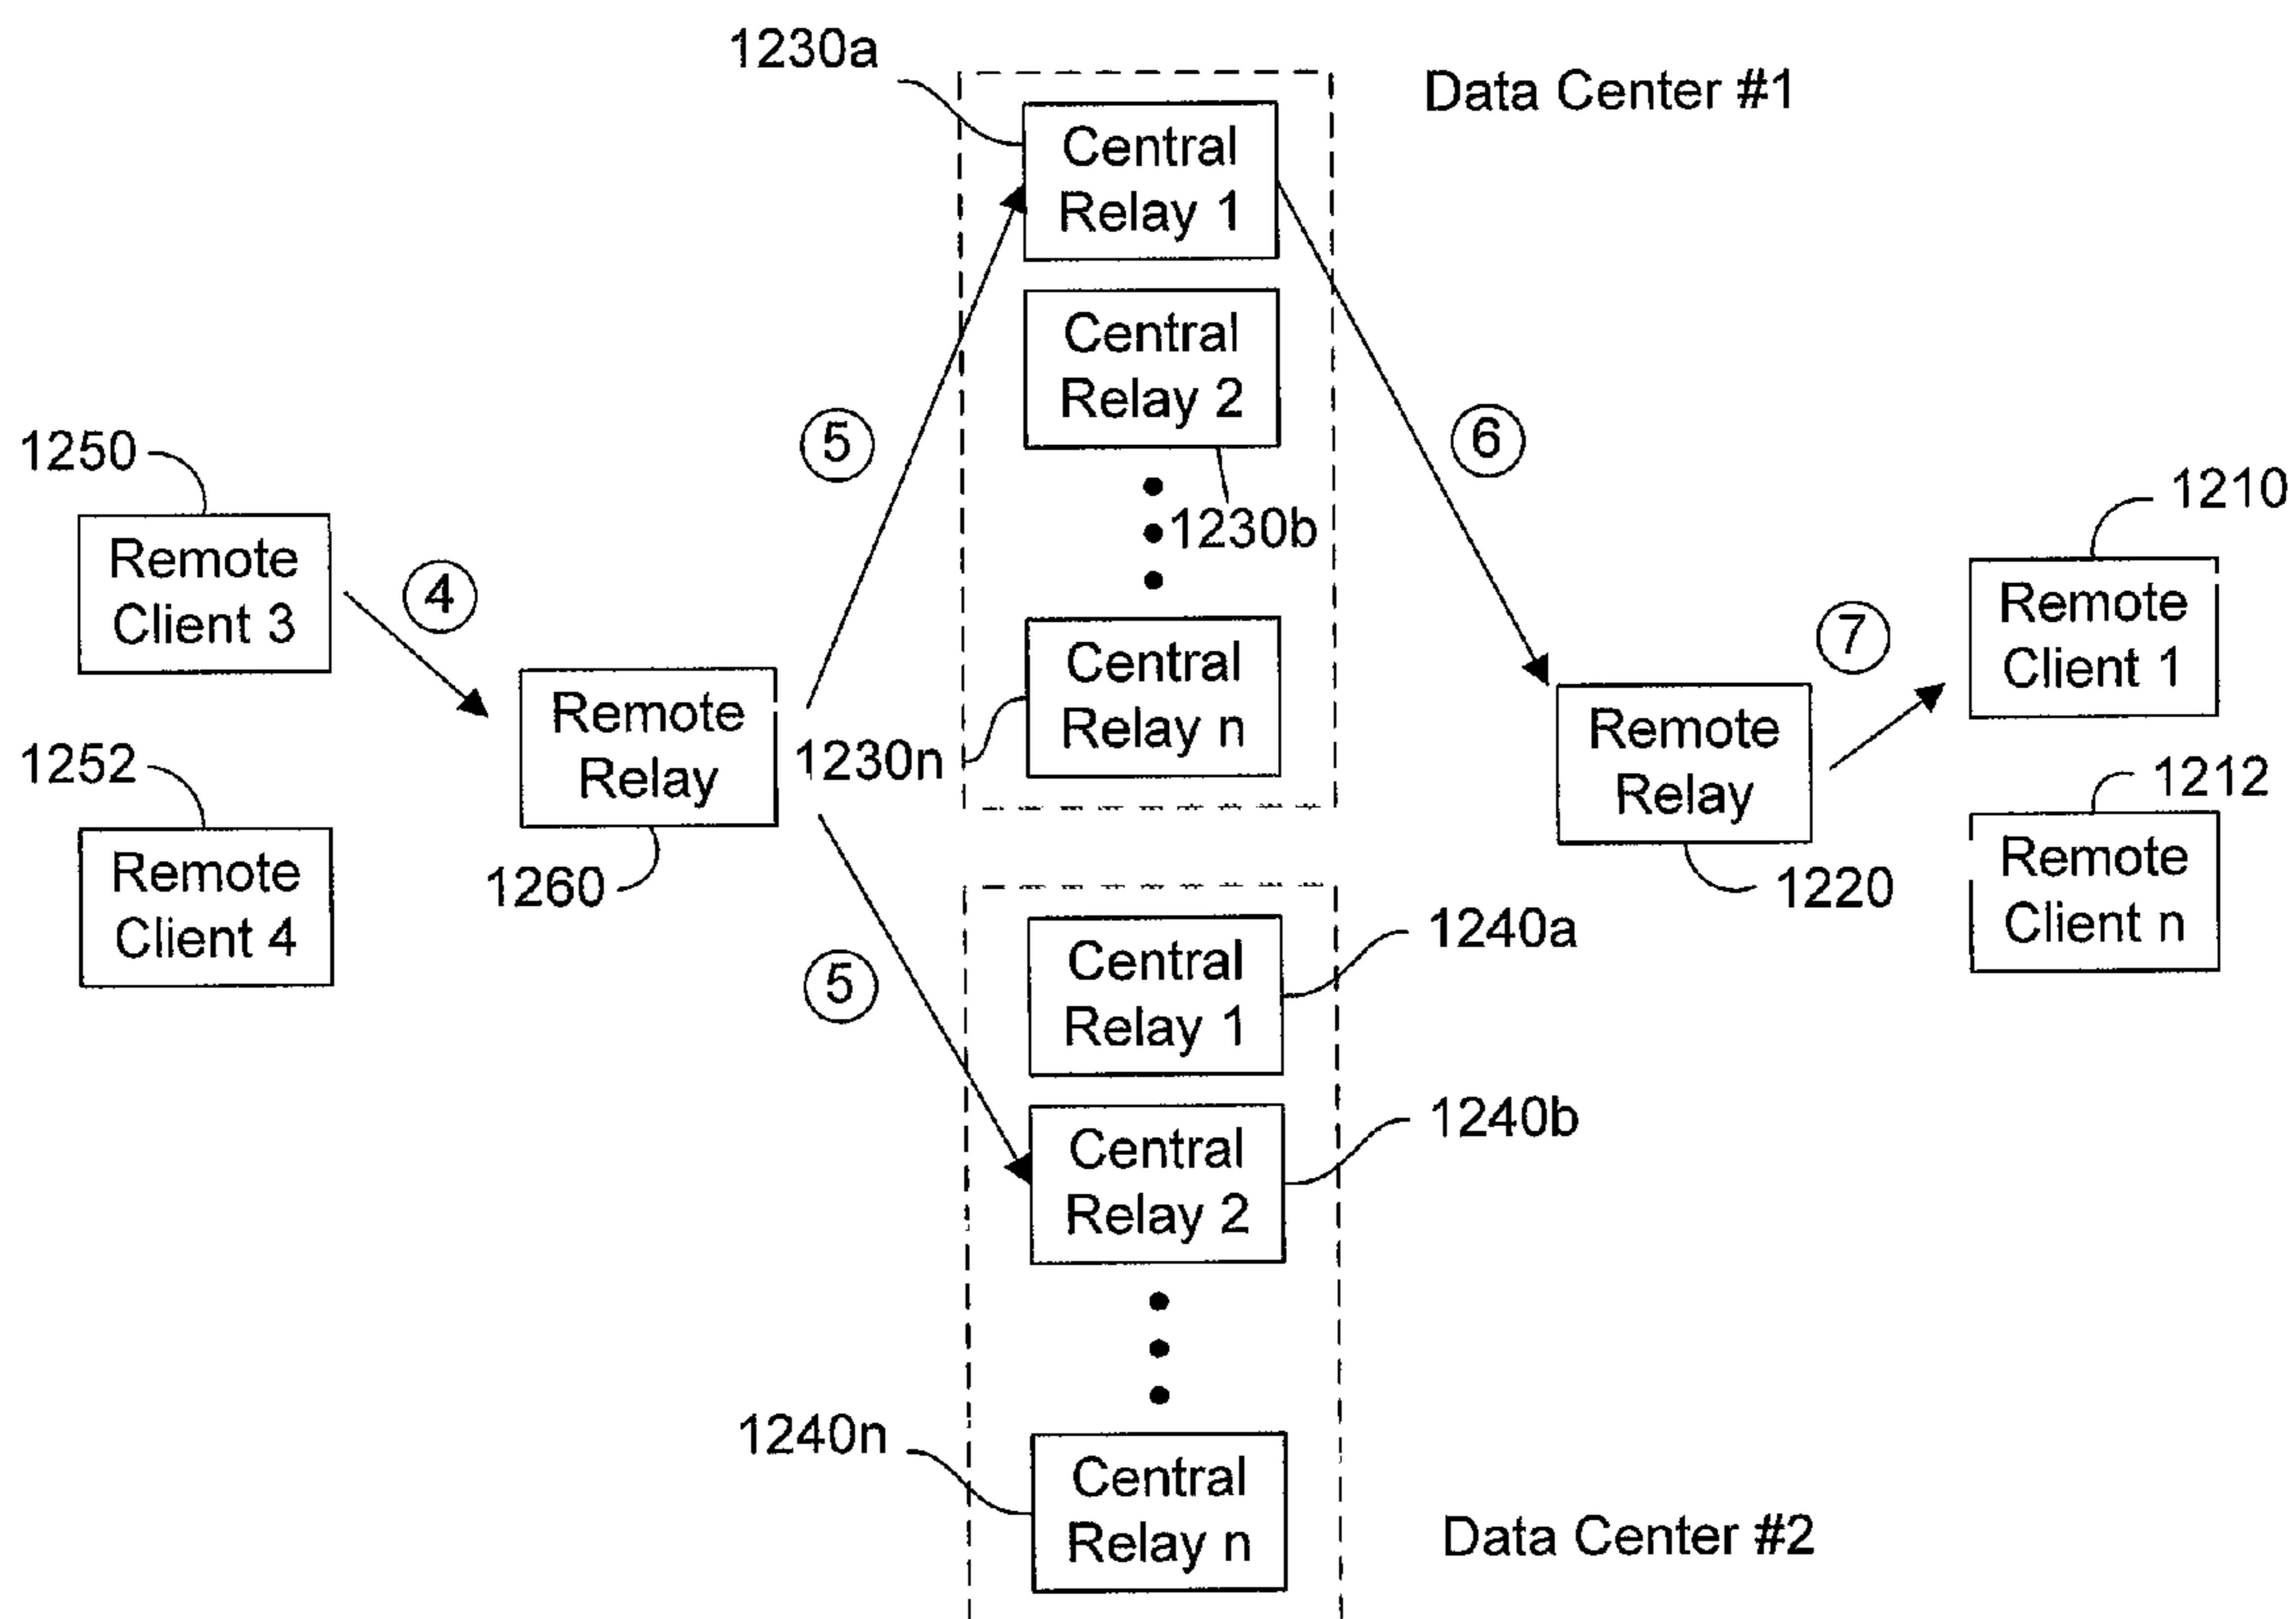 1230a
Data Center #1
Central
Relay 1
Central
Relay 2
1230b
5
6
1250
1210
Remote
Client 3
4
Remote
Client 1
7
Central
Relay n
1230n
Remote
Relay
1260
Remote
Relay
1220
1252
Remote
Client 4
1212
Remote
Client n
5
Central
Relay 1
1240a
Central
Relay 2
1240b
1240n
Central
Relay n
Data Center #2